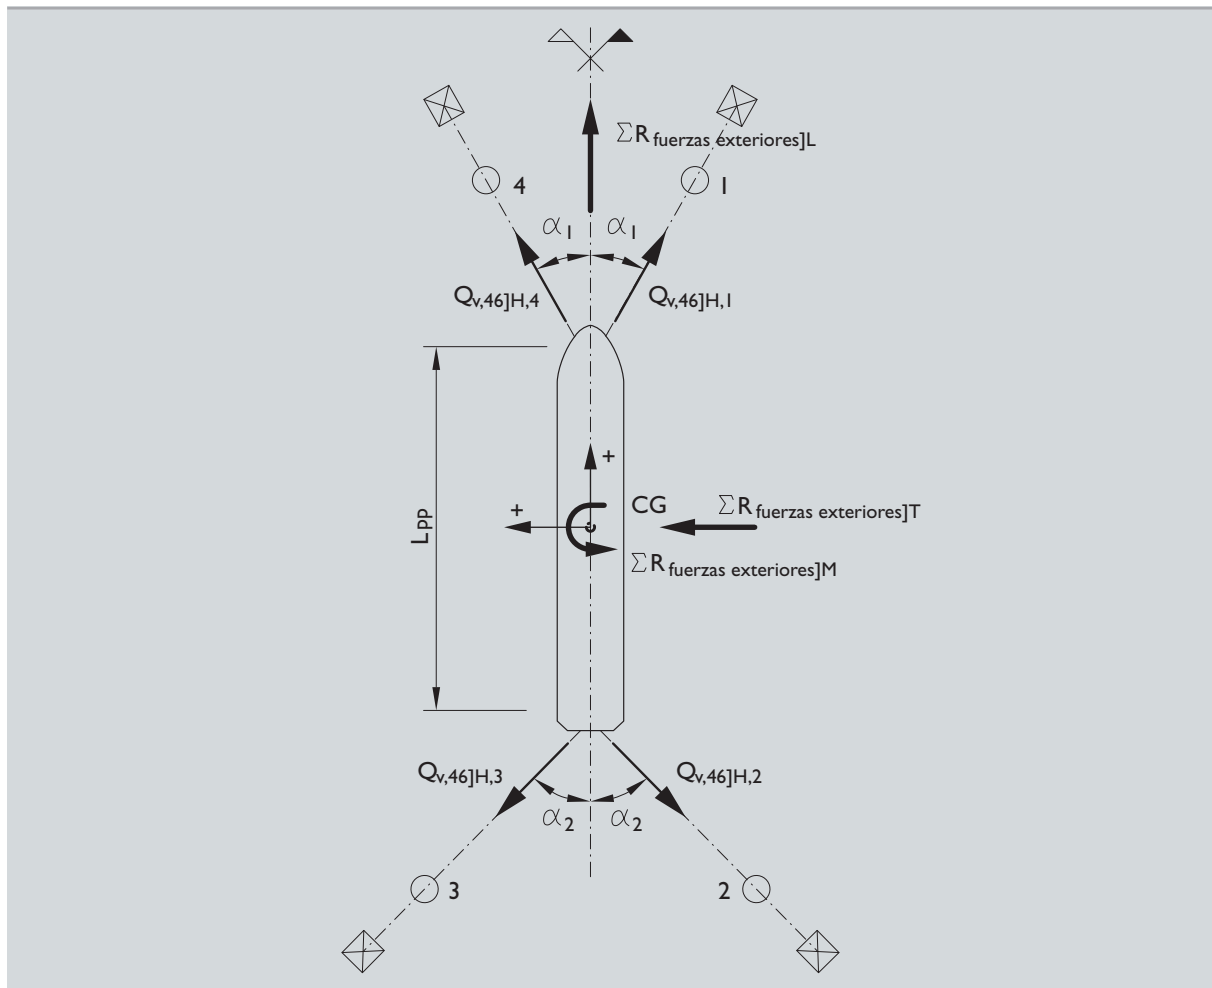 ΣR fuerzas exteriores]L
4
1
α1
α1
Qv,46]H,4
Qv,46]H,1
+
LPP
+
CG
ΣR fuerzas exteriores]T
ΣR fuerzas exteriores]M
Qv,46]H,3
Qv,46]H,2
α2
α2
3
2